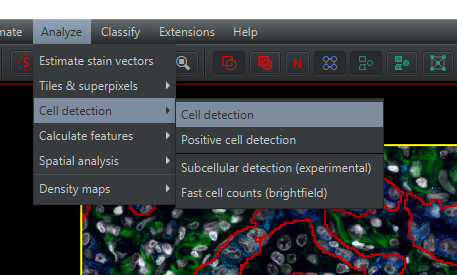 mate Analyze Classify Extensions Help
N
Estimate stain vectors
Tiles & superpixels
Cell detection
Calculate features
Spatial analysis
Density maps
Cell detection
Positive cell detection
Subcellular detection (experimental)
Fast cell counts (brightfield)